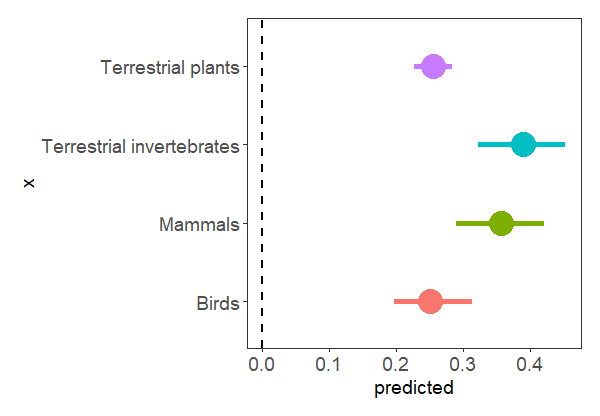 Terrestrial plants
Terrestrial invertebrates
x
Mammals
Birds
0.0 0.1 0.2 0.3 0.4
predicted